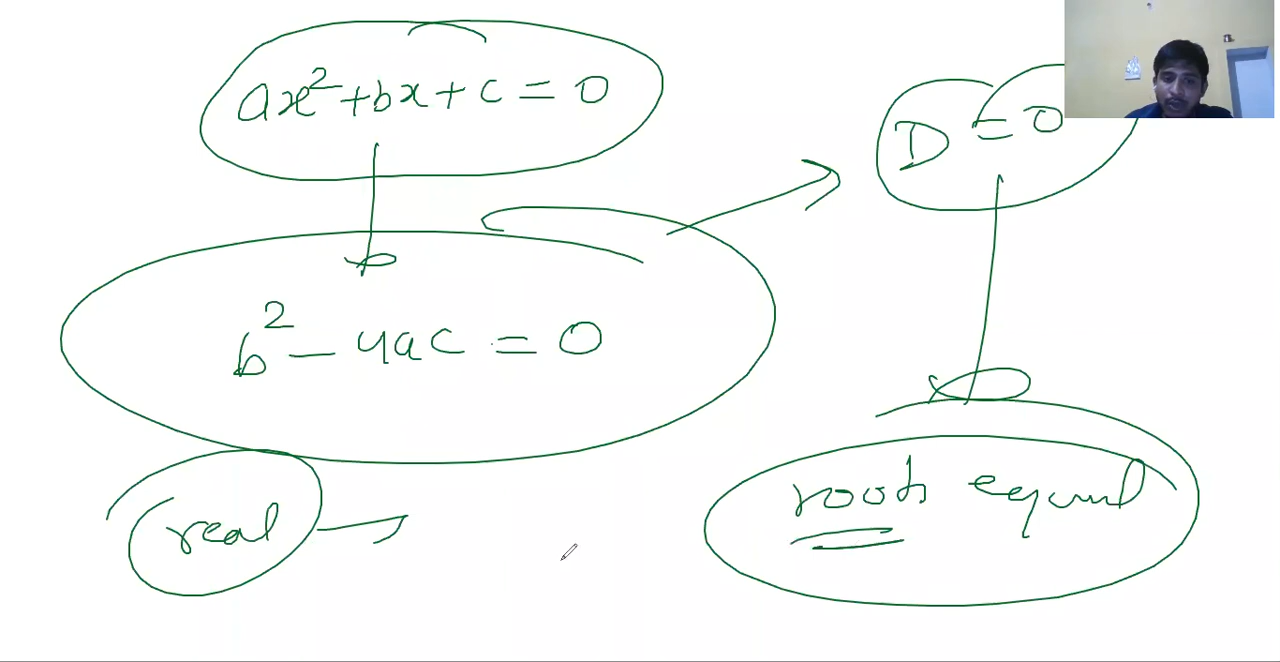 ax²+bx+c=0
D=0
b²-4ac=0
real
roots equal